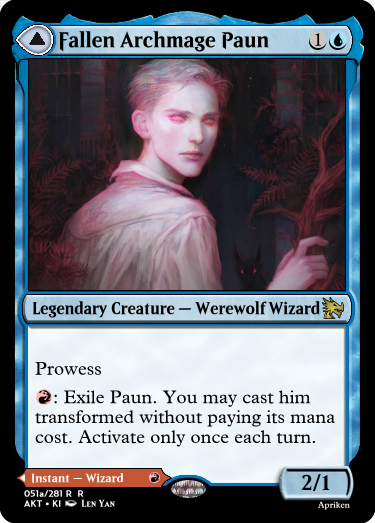 Fallen Archmage Paun 1
Legendary Creature — Werewolf Wizard
Prowess
: Exile Paun. You may cast him
transformed without paying its mana
cost. Activate only once each turn.
Instant — Wizard
2/1
051a/281 R R
AKT • KI LEN YAN
Apriken